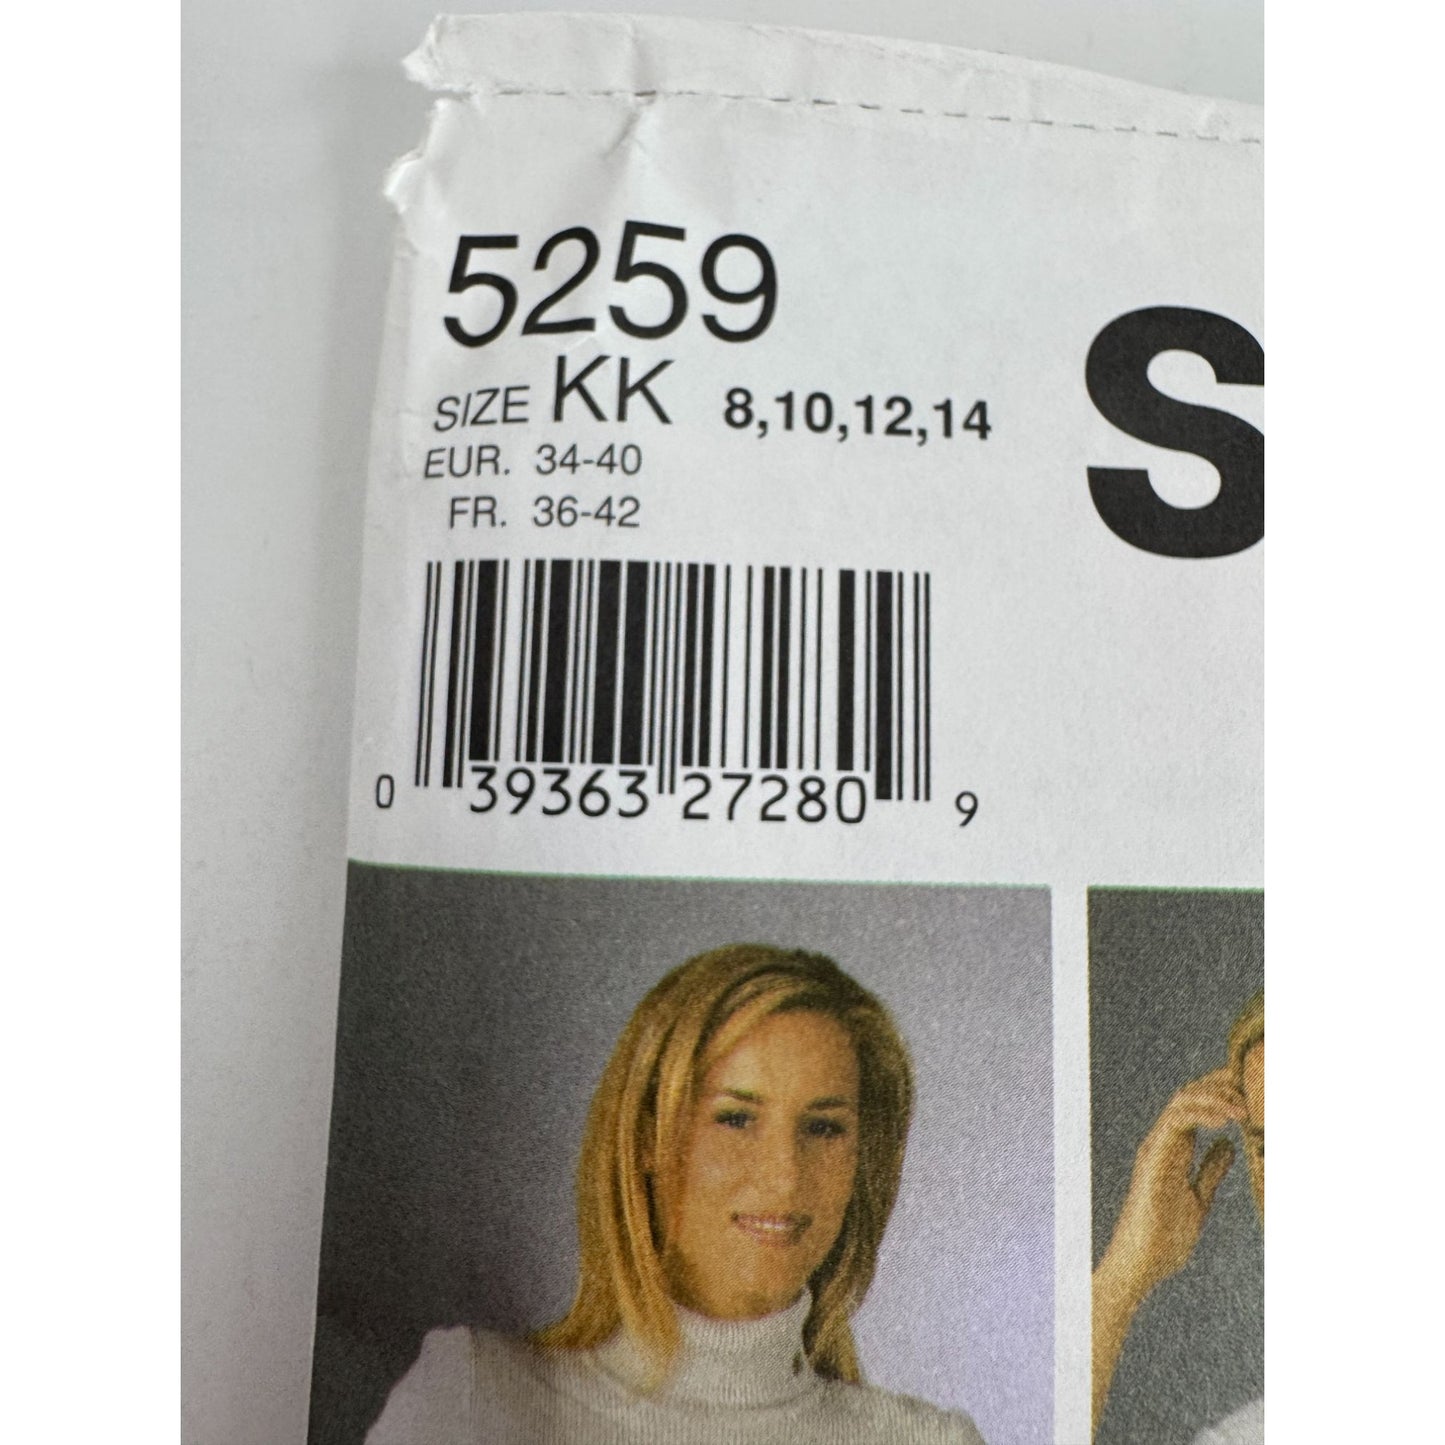 5259
S
SIZE KK 8,10,12,14
EUR. 34-40
FR. 36-42
0 39363 27280 9